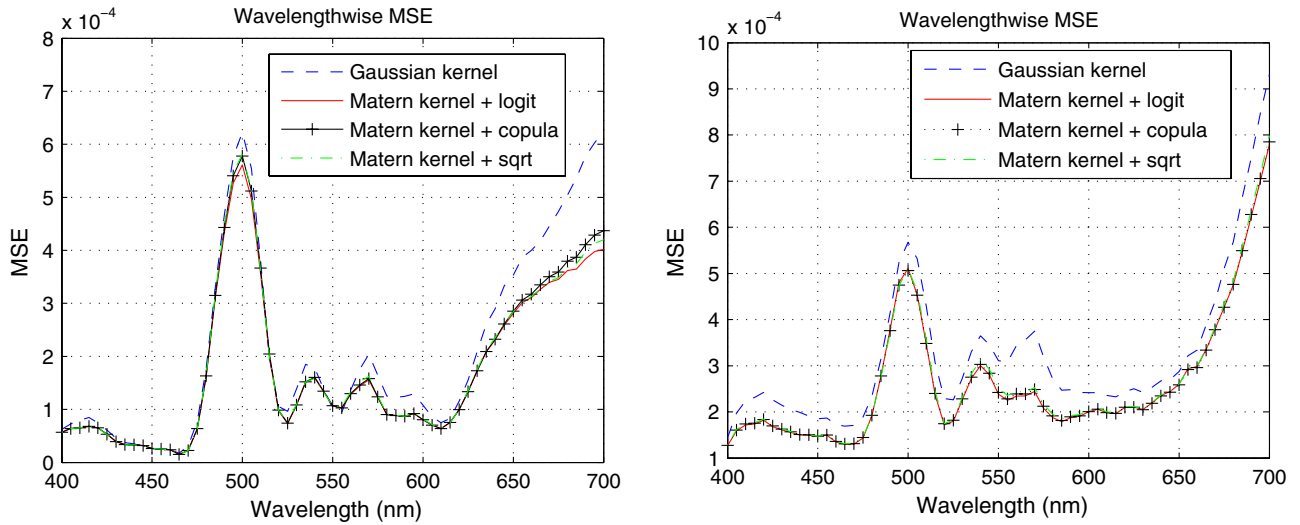 Wavelengthwise MSE
x 10⁻⁴
8
7
6
5
4
3
2
1
0
MSE
Gaussian kernel
Matern kernel + logit
Matern kernel + copula
Matern kernel + sqrt
400 450 500 550 600 650 700
Wavelength (nm)
Wavelengthwise MSE
x 10⁻⁴
10
9
8
7
6
5
4
3
2
1
MSE
Gaussian kernel
Matern kernel + logit
Matern kernel + copula
Matern kernel + sqrt
400 450 500 550 600 650 700
Wavelength (nm)